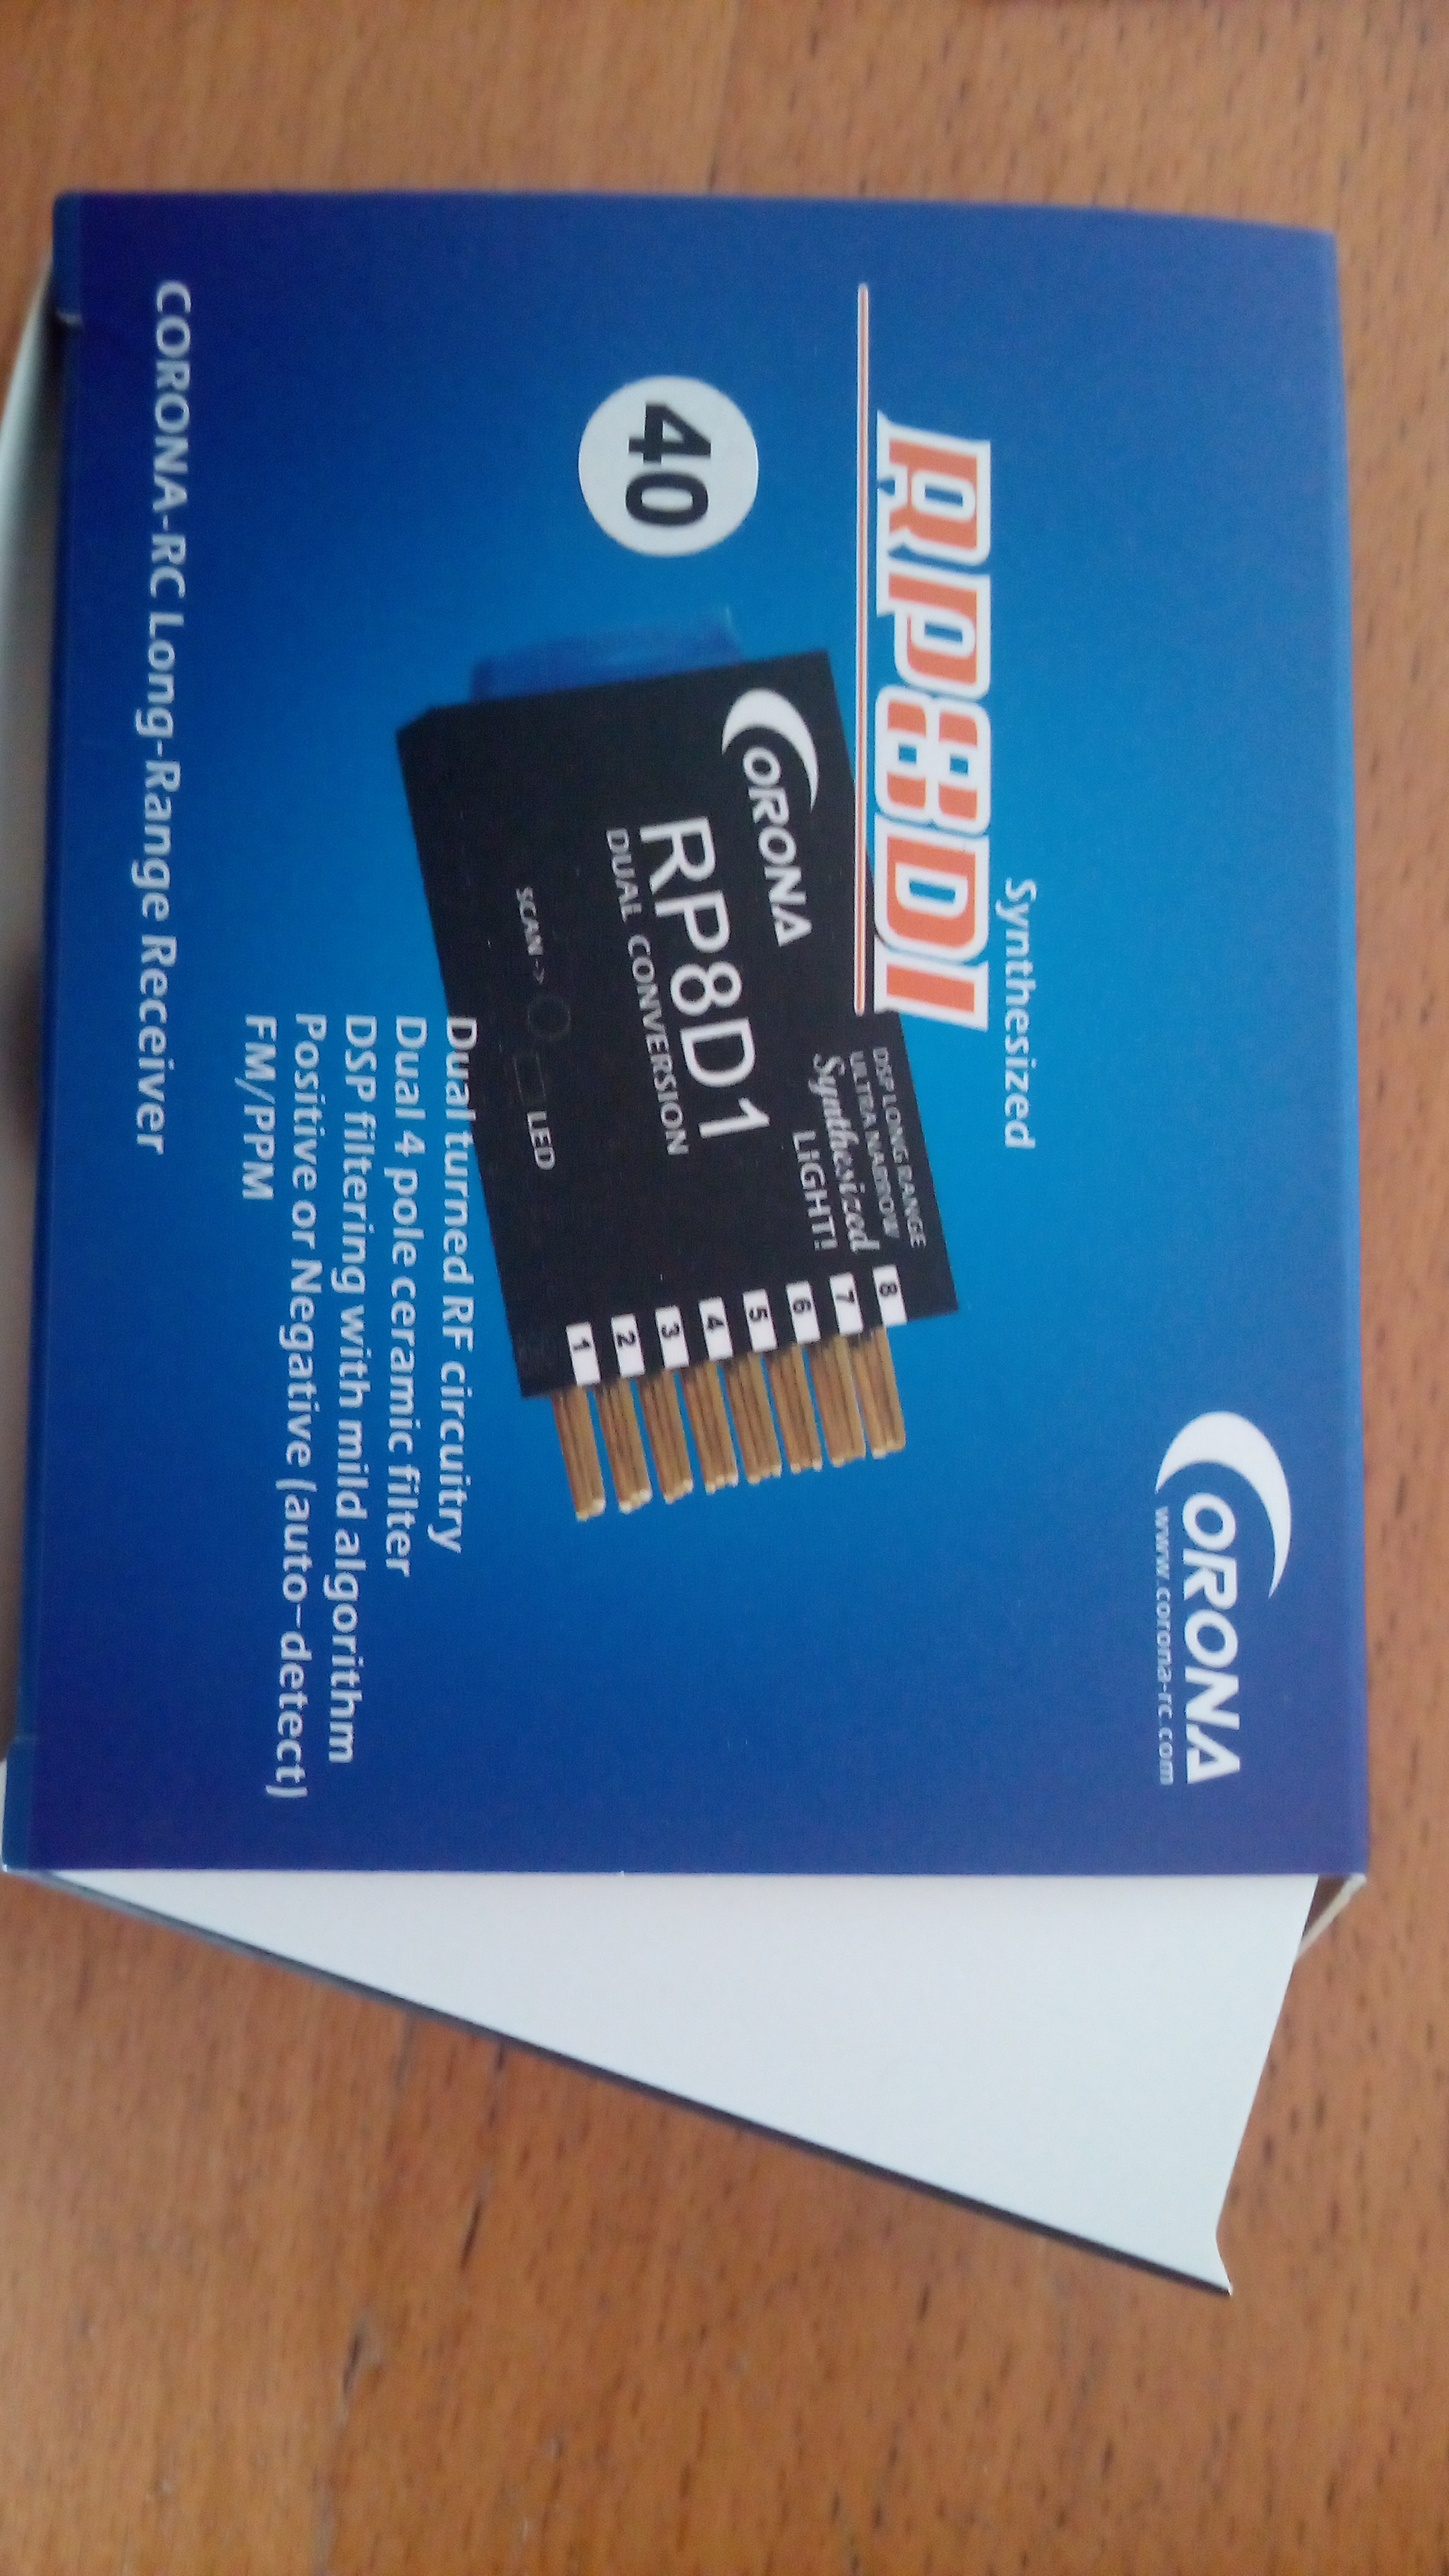 CORONA
www.corona-rc.com
Synthesized
RP8D1
40
CORONA
RP8D1
DUAL CONVERSION
SCAN -> LED
DSP LONG RANGE
ULTRA NARROW
Synthesized
LiGHT!
8
7
6
5
4
3
2
1
Dual turned RF circuitry
Dual 4 pole ceramic filter
DSP filtering with mild algorithm
Positive or Negative (auto-detect)
FM/PPM
CORONA-RC Long-Range Receiver